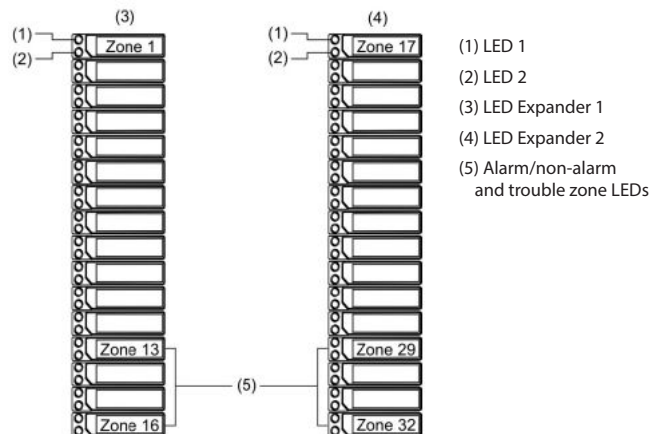 (3)
(1)
(2)
Zone 1
Zone 13
Zone 16
(4)
(1)
(2)
Zone 17
Zone 29
Zone 32
(5)
(1) LED 1
(2) LED 2
(3) LED Expander 1
(4) LED Expander 2
(5) Alarm/non-alarm
and trouble zone LEDs